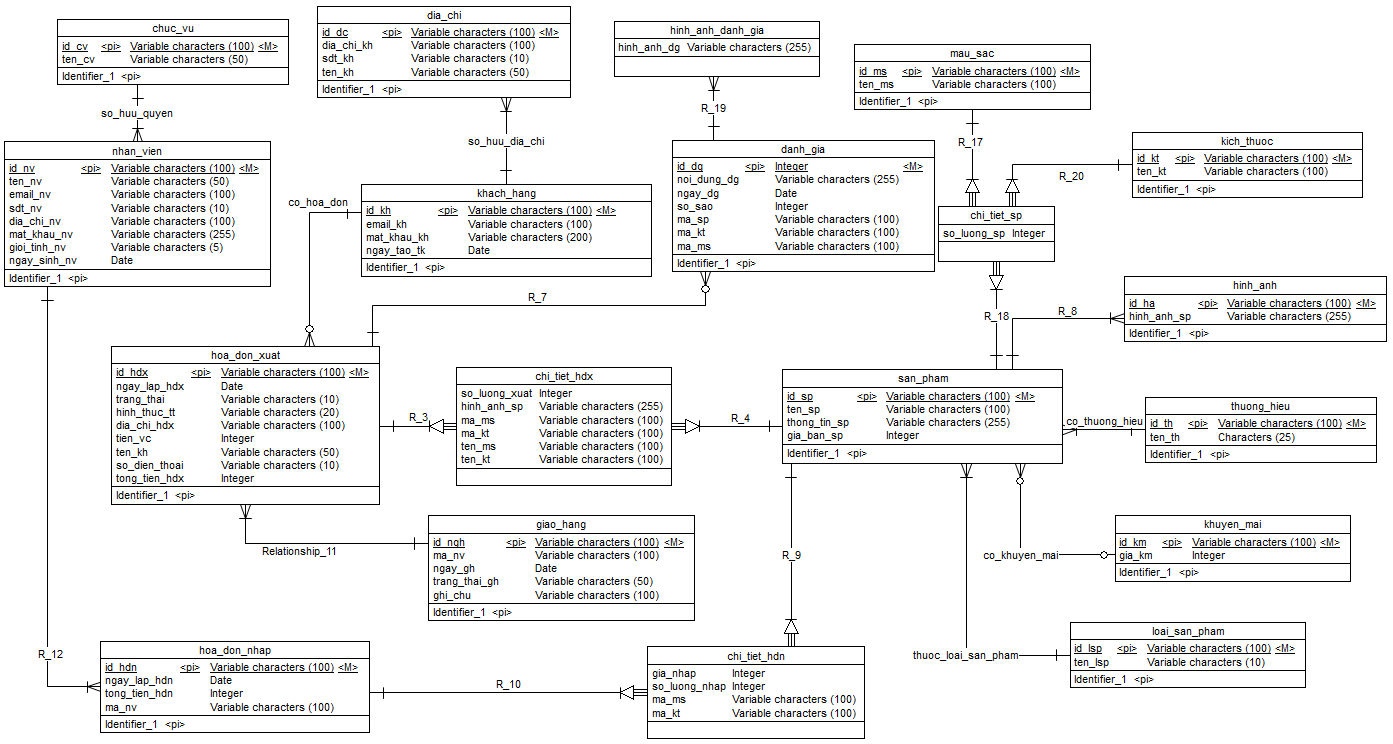 chuc_vu
id_cv <pi> Variable characters (100) <M>
ten_cv Variable characters (50)
Identifier_1 <pi>
dia_chi
id_dc <pi> Variable characters (100) <M>
dia_chi_kh Variable characters (100)
sdt_kh Variable characters (10)
ten_kh Variable characters (50)
Identifier_1 <pi>
hinh_anh_danh_gia
hinh_anh_dg Variable characters (255)
mau_sac
id_ms <pi> Variable characters (100) <M>
ten_ms Variable characters (100)
Identifier_1 <pi>
so_huu_quyen
so_huu_dia_chi
R_19
R_17
R_20
nhan_vien
id_nv <pi> Variable characters (100) <M>
ten_nv Variable characters (50)
email_nv Variable characters (100)
sdt_nv Variable characters (10)
dia_chi_nv Variable characters (100)
mat_khau_nv Variable characters (255)
gioi_tinh_nv Variable characters (5)
ngay_sinh_nv Date
Identifier_1 <pi>
khach_hang
id_kh <pi> Variable characters (100) <M>
email_kh Variable characters (100)
mat_khau_kh Variable characters (200)
ngay_tao_tk Date
Identifier_1 <pi>
co_hoa_don
danh_gia
id_dg <pi> Integer <M>
noi_dung_dg Variable characters (255)
ngay_dg Date
so_sao Integer
ma_sp Variable characters (100)
ma_kt Variable characters (100)
ma_ms Variable characters (100)
Identifier_1 <pi>
kich_thuoc
id_kt <pi> Variable characters (100) <M>
ten_kt Variable characters (100)
Identifier_1 <pi>
chi_tiet_sp
so_luong_sp Integer
R_7
R_18
R_8
hinh_anh
id_ha <pi> Variable characters (100) <M>
hinh_anh_sp Variable characters (255)
Identifier_1 <pi>
hoa_don_xuat
id_hdx <pi> Variable characters (100) <M>
ngay_lap_hdx Date
trang_thai Variable characters (10)
hinh_thuc_tt Variable characters (20)
dia_chi_hdx Variable characters (100)
tien_vc Integer
ten_kh Variable characters (50)
so_dien_thoai Variable characters (10)
tong_tien_hdx Integer
Identifier_1 <pi>
R_3
chi_tiet_hdx
so_luong_xuat Integer
hinh_anh_sp Variable characters (255)
ma_ms Variable characters (100)
ma_kt Variable characters (100)
ten_ms Variable characters (100)
ten_kt Variable characters (100)
R_4
san_pham
id_sp <pi> Variable characters (100) <M>
ten_sp Variable characters (100)
thong_tin_sp Variable characters (255)
gia_ban_sp Integer
Identifier_1 <pi>
co_thuong_hieu
thuong_hieu
id_th <pi> Variable characters (100) <M>
ten_th Characters (25)
Identifier_1 <pi>
Relationship_11
giao_hang
id_ngh <pi> Variable characters (100) <M>
ma_nv Variable characters (100)
ngay_gh Date
trang_thai_gh Variable characters (50)
ghi_chu Variable characters (100)
Identifier_1 <pi>
R_9
co_khuyen_mai
khuyen_mai
id_km <pi> Variable characters (100) <M>
gia_km Integer
Identifier_1 <pi>
R_12
hoa_don_nhap
id_hdn <pi> Variable characters (100) <M>
ngay_lap_hdn Date
tong_tien_hdn Integer
ma_nv Variable characters (100)
Identifier_1 <pi>
R_10
chi_tiet_hdn
gia_nhap Integer
so_luong_nhap Integer
ma_ms Variable characters (100)
ma_kt Variable characters (100)
thuoc_loai_san_pham
loai_san_pham
id_lsp <pi> Variable characters (100) <M>
ten_lsp Variable characters (10)
Identifier_1 <pi>